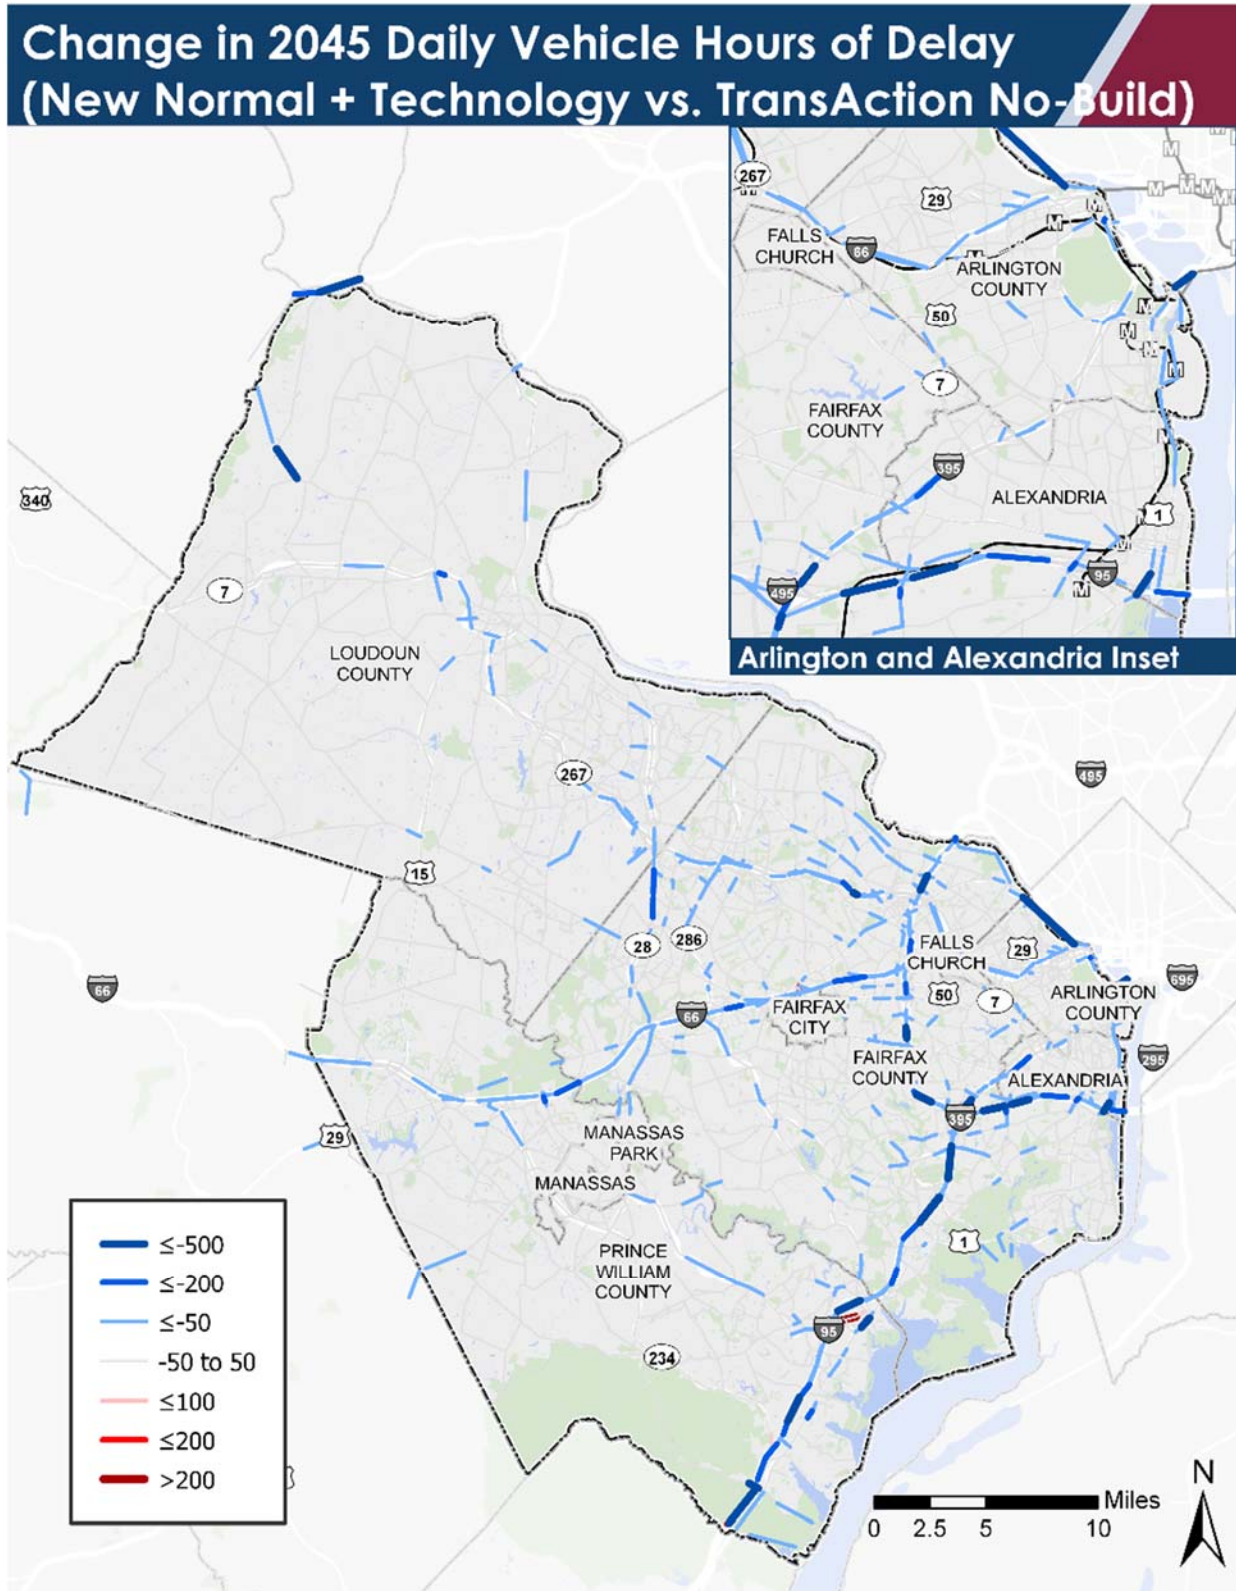 Change in 2045 Daily Vehicle Hours of Delay
(New Normal + Technology vs. TransAction No-Build)
267
29
FALLS
CHURCH
66
ARLINGTON
COUNTY
50
7
FAIRFAX
COUNTY
395
ALEXANDRIA
1
495
95
M
M
M
M
M
M
M
M
M
M
M
M
Arlington and Alexandria Inset
340
7
LOUDOUN
COUNTY
267
495
15
28
286
FALLS
CHURCH
29
66
66
FAIRFAX
CITY
50
7
ARLINGTON
COUNTY
695
295
FAIRFAX
COUNTY
ALEXANDRIA
395
29
MANASSAS
PARK
MANASSAS
1
PRINCE
WILLIAM
COUNTY
95
234
≤-500
≤-200
≤-50
-50 to 50
≤100
≤200
>200
N
Miles
0 2.5 5 10